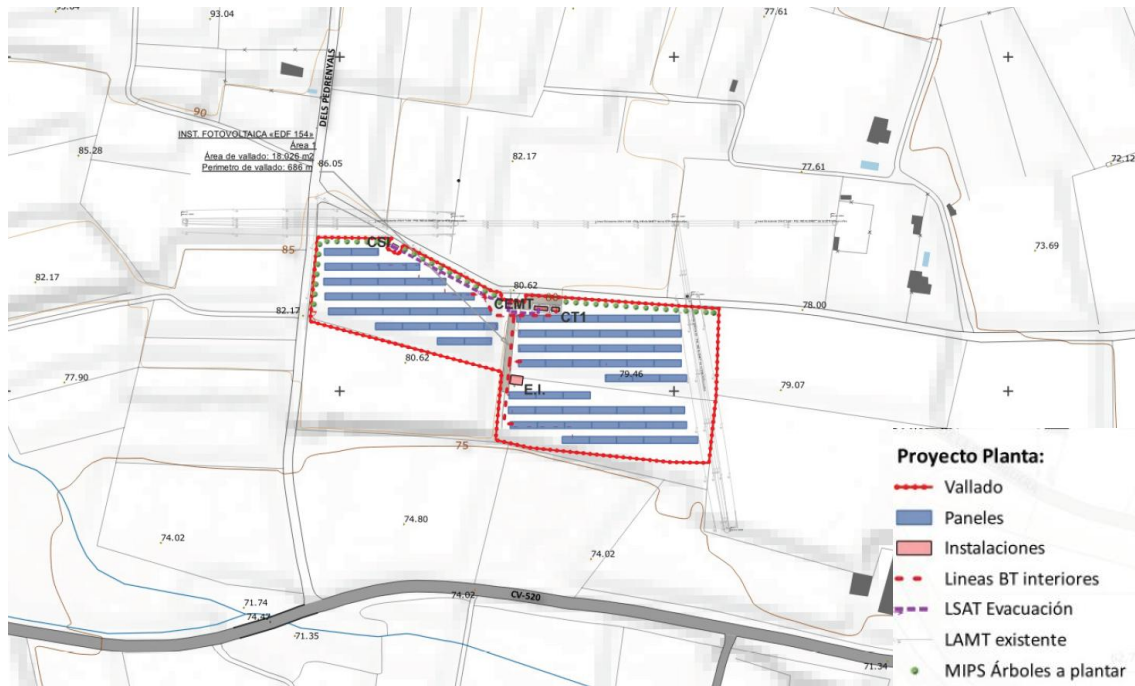 93.04
77.61
90
DELS PEDRENYALS
INST. FOTOVOLTAICA «EDF 154»
Área 1
Área de vallado: 18.026 m2
Perimetro de vallado: 686 m
85.28
86.05
82.17
77.61
72.12
85
CSI
73.69
82.17
80.62
80
78.00
82.17
CEMT
CT1
80.62
79.46
77.90
79.07
E.I.
75
74.80
74.02
74.02
71.74
74.47
71.35
74.02
CV-520
71.34
Proyecto Planta:
Vallado
Paneles
Instalaciones
Lineas BT interiores
LSAT Evacuación
LAMT existente
MIPS Árboles a plantar